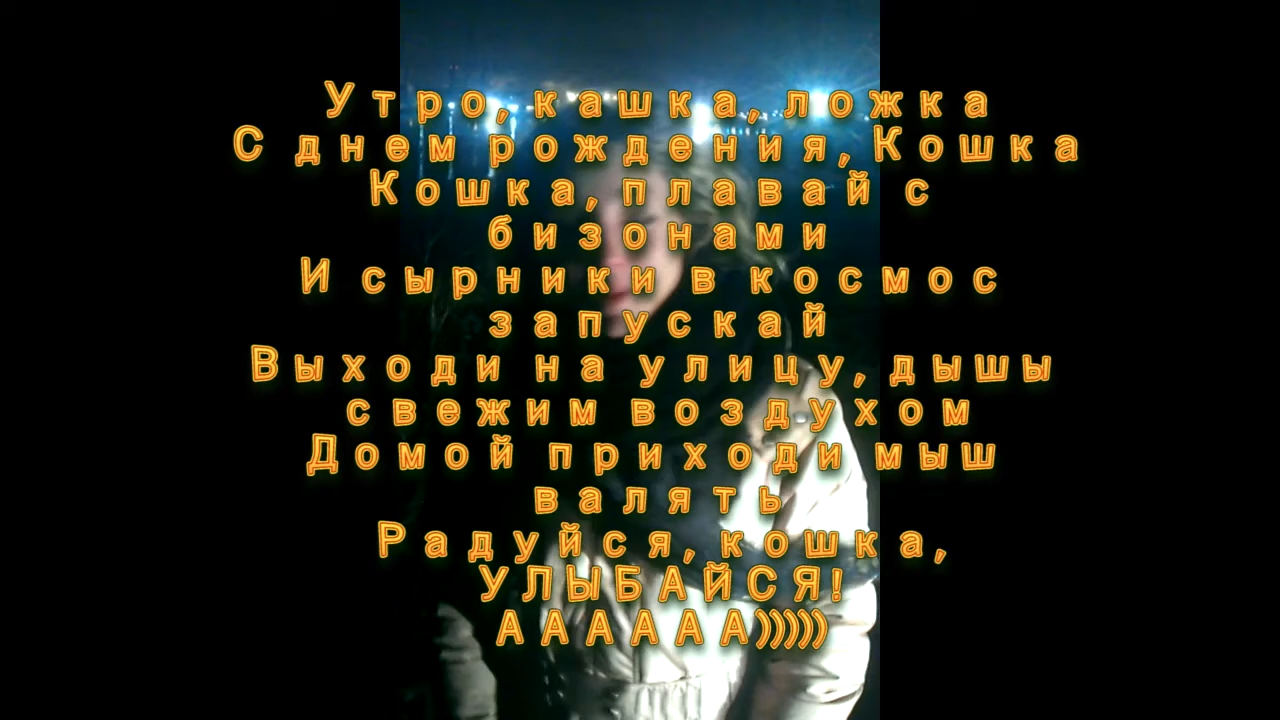 Утро, кашка, ложка
С днем рождения, Кошка
Кошка, плавай с
бизонами
И сырники в космос
запускай
Выходи на улицу, дышы
свежим воздухом
Домой приходи мыш
валять
Радуйся, кошка,
УЛЫБАЙСЯ!
АААААА)))))